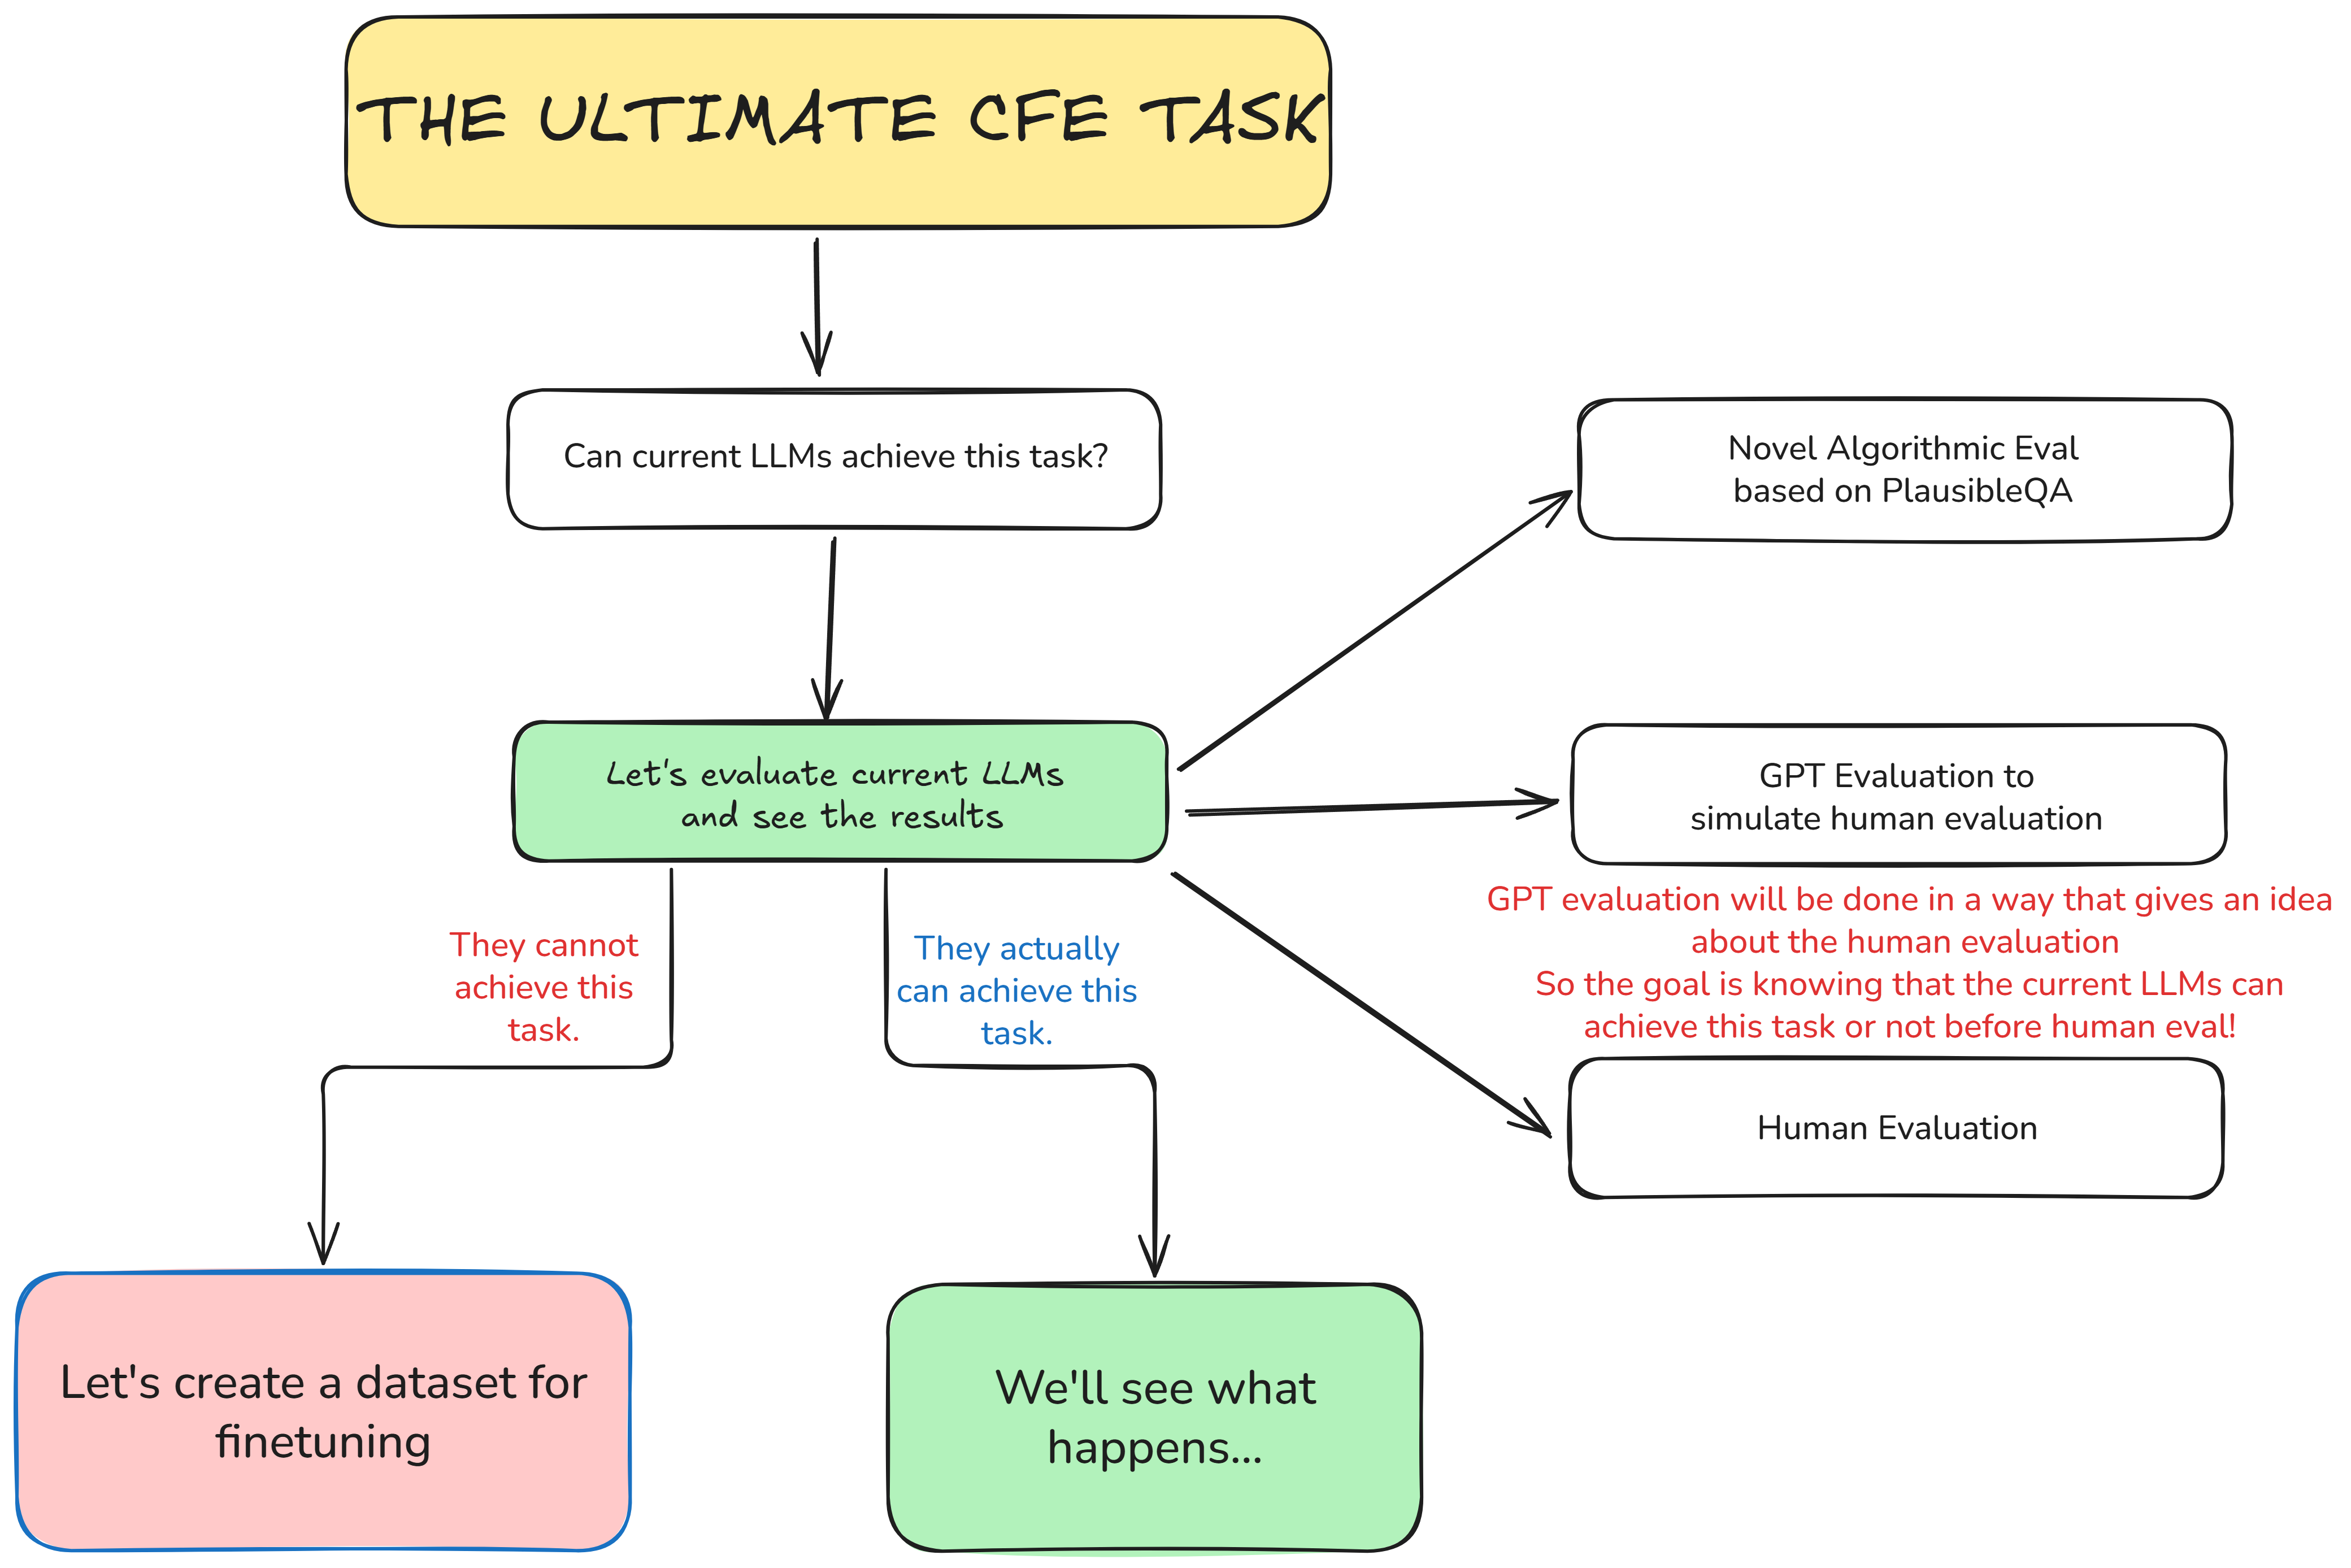 THE ULTIMATE CFE TASK
Can current LLMs achieve this task?
Novel Algorithmic Eval
based on PlausibleQA
Let's evaluate current LLMs
and see the results
GPT Evaluation to
simulate human evaluation
GPT evaluation will be done in a way that gives an idea
about the human evaluation
So the goal is knowing that the current LLMs can
achieve this task or not before human eval!
They cannot
achieve this
task.
They actually
can achieve this
task.
Human Evaluation
Let's create a dataset for
finetuning
We'll see what
happens...